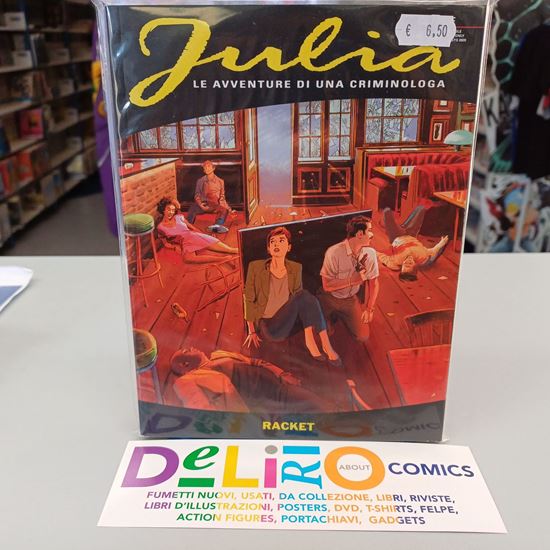 Julia
€ 6,50
LE AVVENTURE DI UNA CRIMINOLOGA
RACKET
DeLiRiO
ABOUT
COMICS
FUMETTI NUOVI, USATI, DA COLLEZIONE, LIBRI, RIVISTE,
LIBRI D'ILLUSTRAZIONI, POSTERS, DVD, T-SHIRTS, FELPE,
ACTION FIGURES, PORTACHIAVI, GADGETS